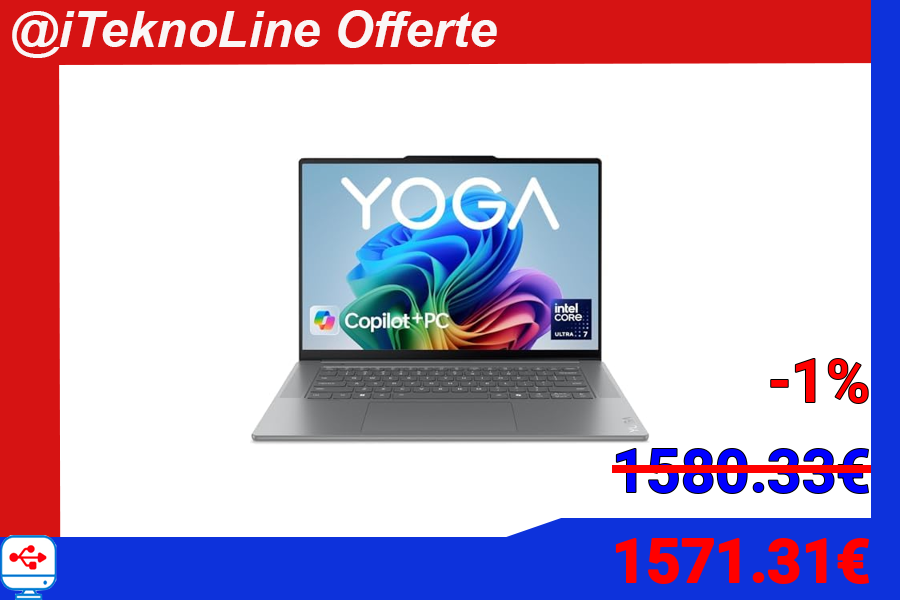 @iTeknoLine Offerte
YOGA
Copilot+PC
intel
CORE
ULTRA 7
-1%
1580.33€
1571.31€